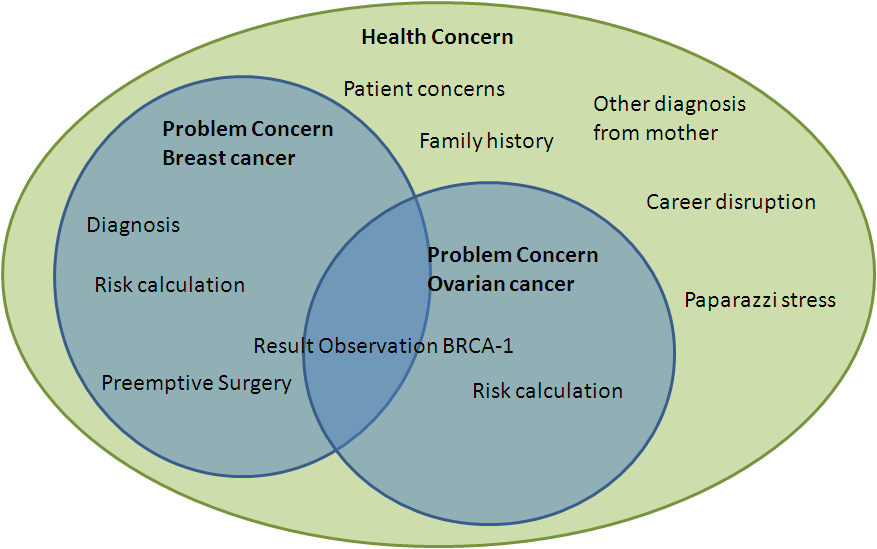 Health Concern
Patient concerns
Other diagnosis
from mother
Problem Concern
Breast cancer
Family history
Career disruption
Diagnosis
Problem Concern
Ovarian cancer
Risk calculation
Paparazzi stress
Result Observation BRCA-1
Preemptive Surgery
Risk calculation